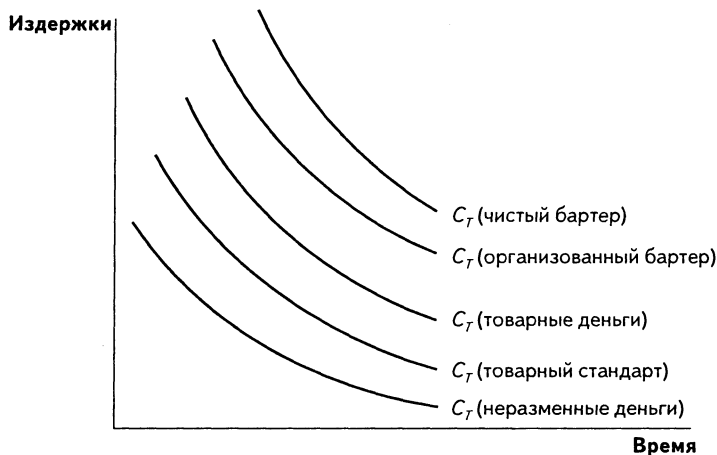 Издержки
C_T (чистый бартер)
C_T (организованный бартер)
C_T (товарные деньги)
C_T (товарный стандарт)
C_T (неразменные деньги)
Время